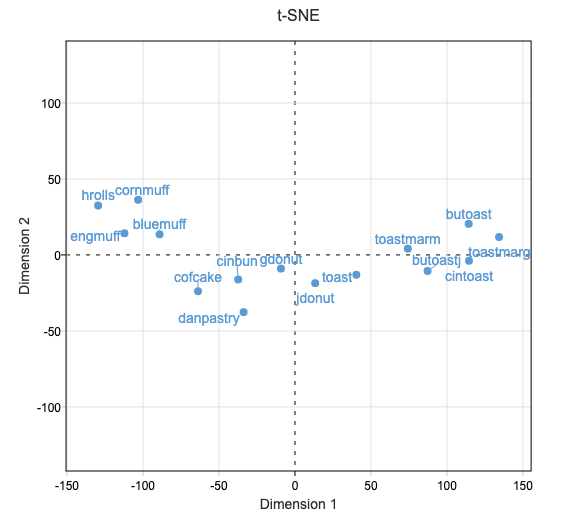 t-SNE
100
50
0
-50
-100
Dimension 2
hrolls
cornmuff
engmuff
bluemuff
cofcake
cinbun
gdonut
danpastry
jdonut
toast
toastmarm
butoast
toastmarg
butoastj
cintoast
-150
-100
-50
0
50
100
150
Dimension 1